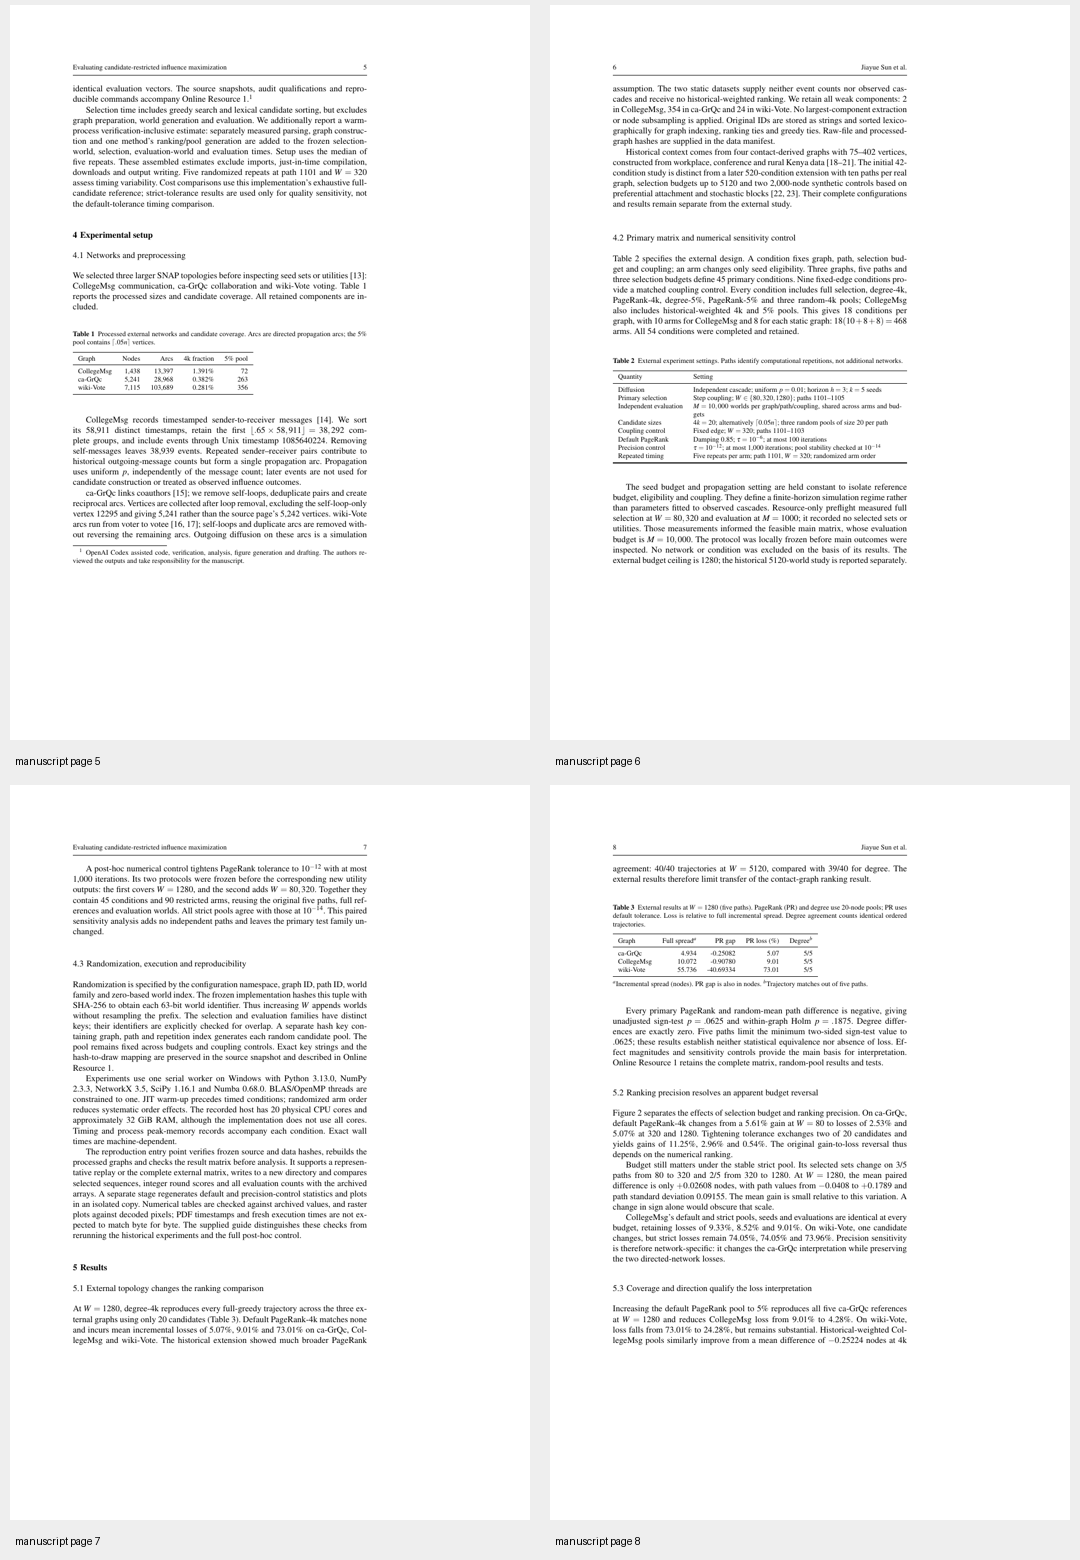 Evaluating candidate-restricted influence maximization 5
identical evaluation vectors. The source snapshots, audit qualifications and repro-
ducible commands accompany Online Resource 1.1
Selection time includes greedy search and lexical candidate sorting, but excludes
graph preparation, world generation and evaluation. We additionally report a warm-
process verification-inclusive estimate: separately measured parsing, graph construc-
tion and one method's ranking/pool generation are added to the frozen selection-
world, selection, evaluation-world and evaluation times. Setup uses the median of
five repeats. These assembled estimates exclude imports, just-in-time compilation,
downloads and output writing. Five randomized repeats at path 1101 and W = 320
assess timing variability. Cost comparisons use this implementation's exhaustive full-
candidate reference; strict-tolerance results are used only for quality sensitivity, not
the default-tolerance timing comparison.
4 Experimental setup
4.1 Networks and preprocessing
We selected three larger SNAP topologies before inspecting seed sets or utilities [13]:
CollegeMsg communication, ca-GrQc collaboration and wiki-Vote voting. Table 1
reports the processed sizes and candidate coverage. All retained components are in-
cluded.
Table 1 Processed external networks and candidate coverage. Arcs are directed propagation arcs; the 5%
pool contains ⌈.05n⌉ vertices.
Graph Nodes Arcs 4k fraction 5% pool
CollegeMsg 1,438 13,397 1.391% 72
ca-GrQc 5,241 28,968 0.382% 263
wiki-Vote 7,115 103,689 0.281% 356
CollegeMsg records timestamped sender-to-receiver messages [14]. We sort
its 58,911 distinct timestamps, retain the first ⌊.65 × 58,911⌋ = 38,292 com-
plete groups, and include events through Unix timestamp 1085640224. Removing
self-messages leaves 38,939 events. Repeated sender–receiver pairs contribute to
historical outgoing-message counts but form a single propagation arc. Propagation
uses uniform p, independently of the message count; later events are not used for
candidate construction or treated as observed influence outcomes.
ca-GrQc links coauthors [15]; we remove self-loops, deduplicate pairs and create
reciprocal arcs. Vertices are collected after loop removal, excluding the self-loop-only
vertex 12295 and giving 5,241 rather than the source page's 5,242 vertices. wiki-Vote
arcs run from voter to votee [16, 17]; self-loops and duplicate arcs are removed with-
out reversing the remaining arcs. Outgoing diffusion on these arcs is a simulation
1 OpenAI Codex assisted code, verification, analysis, figure generation and drafting. The authors re-
viewed the outputs and take responsibility for the manuscript.
manuscript page 5
6 Jiayue Sun et al.
assumption. The two static datasets supply neither event counts nor observed cas-
cades and receive no historical-weighted ranking. We retain all weak components: 2
in CollegeMsg, 354 in ca-GrQc and 24 in wiki-Vote. No largest-component extraction
or node subsampling is applied. Original IDs are stored as strings and sorted lexico-
graphically for graph indexing, ranking ties and greedy ties. Raw-file and processed-
graph hashes are supplied in the data manifest.
Historical context comes from four contact-derived graphs with 75–402 vertices,
constructed from workplace, conference and rural Kenya data [18–21]. The initial 42-
condition study is distinct from a later 520-condition extension with ten paths per real
graph, selection budgets up to 5120 and two 2,000-node synthetic controls based on
preferential attachment and stochastic blocks [22, 23]. Their complete configurations
and results remain separate from the external study.
4.2 Primary matrix and numerical sensitivity control
Table 2 specifies the external design. A condition fixes graph, path, selection bud-
get and coupling; an arm changes only seed eligibility. Three graphs, five paths and
three selection budgets define 45 primary conditions. Nine fixed-edge conditions pro-
vide a matched coupling control. Every condition includes full selection, degree-4k,
PageRank-4k, degree-5%, PageRank-5% and three random-4k pools; CollegeMsg
also includes historical-weighted 4k and 5% pools. This gives 18 conditions per
graph, with 10 arms for CollegeMsg and 8 for each static graph: 18(10+8+8) = 468
arms. All 54 conditions were completed and retained.
Table 2 External experiment settings. Paths identify computational repetitions, not additional networks.
Quantity Setting
Diffusion Independent cascade; uniform p = 0.01; horizon h = 3; k = 5 seeds
Primary selection Step coupling; W ∈ {80,320,1280}; paths 1101–1105
Independent evaluation M = 10,000 worlds per graph/path/coupling, shared across arms and bud-
gets
Candidate sizes 4k = 20; alternatively ⌈0.05n⌉; three random pools of size 20 per path
Coupling control Fixed edge; W = 320; paths 1101–1103
Default PageRank Damping 0.85; τ = 10−6; at most 100 iterations
Precision control τ = 10−12; at most 1,000 iterations; pool stability checked at 10−14
Repeated timing Five repeats per arm; path 1101, W = 320; randomized arm order
The seed budget and propagation setting are held constant to isolate reference
budget, eligibility and coupling. They define a finite-horizon simulation regime rather
than parameters fitted to observed cascades. Resource-only preflight measured full
selection at W = 80,320 and evaluation at M = 1000; it recorded no selected sets or
utilities. Those measurements informed the feasible main matrix, whose evaluation
budget is M = 10,000. The protocol was locally frozen before main outcomes were
inspected. No network or condition was excluded on the basis of its results. The
external budget ceiling is 1280; the historical 5120-world study is reported separately.
manuscript page 6
Evaluating candidate-restricted influence maximization 7
A post-hoc numerical control tightens PageRank tolerance to 10−12 with at most
1,000 iterations. Its two protocols were frozen before the corresponding new utility
outputs: the first covers W = 1280, and the second adds W = 80,320. Together they
contain 45 conditions and 90 restricted arms, reusing the original five paths, full ref-
erences and evaluation worlds. All strict pools agree with those at 10−14. This paired
sensitivity analysis adds no independent paths and leaves the primary test family un-
changed.
4.3 Randomization, execution and reproducibility
Randomization is specified by the configuration namespace, graph ID, path ID, world
family and zero-based world index. The frozen implementation hashes this tuple with
SHA-256 to obtain each 63-bit world identifier. Thus increasing W appends worlds
without resampling the prefix. The selection and evaluation families have distinct
keys; their identifiers are explicitly checked for overlap. A separate hash key con-
taining graph, path and repetition index generates each random candidate pool. The
pool remains fixed across budgets and coupling controls. Exact key strings and the
hash-to-draw mapping are preserved in the source snapshot and described in Online
Resource 1.
Experiments use one serial worker on Windows with Python 3.13.0, NumPy
2.3.3, NetworkX 3.5, SciPy 1.16.1 and Numba 0.68.0. BLAS/OpenMP threads are
constrained to one. JIT warm-up precedes timed conditions; randomized arm order
reduces systematic order effects. The recorded host has 20 physical CPU cores and
approximately 32 GiB RAM, although the implementation does not use all cores.
Timing and process peak-memory records accompany each condition. Exact wall
times are machine-dependent.
The reproduction entry point verifies frozen source and data hashes, rebuilds the
processed graphs and checks the result matrix before analysis. It supports a represen-
tative replay or the complete external matrix, writes to a new directory and compares
selected sequences, integer round scores and all evaluation counts with the archived
arrays. A separate stage regenerates default and precision-control statistics and plots
in an isolated copy. Numerical tables are checked against archived values, and raster
plots against decoded pixels; PDF timestamps and fresh execution times are not ex-
pected to match byte for byte. The supplied guide distinguishes these checks from
rerunning the historical experiments and the full post-hoc control.
5 Results
5.1 External topology changes the ranking comparison
At W = 1280, degree-4k reproduces every full-greedy trajectory across the three ex-
ternal graphs using only 20 candidates (Table 3). Default PageRank-4k matches none
and incurs mean incremental losses of 5.07%, 9.01% and 73.01% on ca-GrQc, Col-
legeMsg and wiki-Vote. The historical extension showed much broader PageRank
manuscript page 7
8 Jiayue Sun et al.
agreement: 40/40 trajectories at W = 5120, compared with 39/40 for degree. The
external results therefore limit transfer of the contact-graph ranking result.
Table 3 External results at W = 1280 (five paths). PageRank (PR) and degree use 20-node pools; PR uses
default tolerance. Loss is relative to full incremental spread. Degree agreement counts identical ordered
trajectories.
Graph Full spreada PR gap PR loss (%) Degreeb
ca-GrQc 4.934 -0.25082 5.07 5/5
CollegeMsg 10.072 -0.90780 9.01 5/5
wiki-Vote 55.736 -40.69334 73.01 5/5
aIncremental spread (nodes). PR gap is also in nodes. bTrajectory matches out of five paths.
Every primary PageRank and random-mean path difference is negative, giving
unadjusted sign-test p = .0625 and within-graph Holm p = .1875. Degree differ-
ences are exactly zero. Five paths limit the minimum two-sided sign-test value to
.0625; these results establish neither statistical equivalence nor absence of loss. Ef-
fect magnitudes and sensitivity controls provide the main basis for interpretation.
Online Resource 1 retains the complete matrix, random-pool results and tests.
5.2 Ranking precision resolves an apparent budget reversal
Figure 2 separates the effects of selection budget and ranking precision. On ca-GrQc,
default PageRank-4k changes from a 5.61% gain at W = 80 to losses of 2.53% and
5.07% at 320 and 1280. Tightening tolerance exchanges two of 20 candidates and
yields gains of 11.25%, 2.96% and 0.54%. The original gain-to-loss reversal thus
depends on the numerical ranking.
Budget still matters under the stable strict pool. Its selected sets change on 3/5
paths from 80 to 320 and 2/5 from 320 to 1280. At W = 1280, the mean paired
difference is only +0.02608 nodes, with path values from −0.0408 to +0.1789 and
path standard deviation 0.09155. The mean gain is small relative to this variation. A
change in sign alone would obscure that scale.
CollegeMsg's default and strict pools, seeds and evaluations are identical at every
budget, retaining losses of 9.33%, 8.52% and 9.01%. On wiki-Vote, one candidate
changes, but strict losses remain 74.05%, 74.05% and 73.96%. Precision sensitivity
is therefore network-specific: it changes the ca-GrQc interpretation while preserving
the two directed-network losses.
5.3 Coverage and direction qualify the loss interpretation
Increasing the default PageRank pool to 5% reproduces all five ca-GrQc references
at W = 1280 and reduces CollegeMsg loss from 9.01% to 4.28%. On wiki-Vote,
loss falls from 73.01% to 24.28%, but remains substantial. Historical-weighted Col-
legeMsg pools similarly improve from a mean difference of −0.25224 nodes at 4k
manuscript page 8